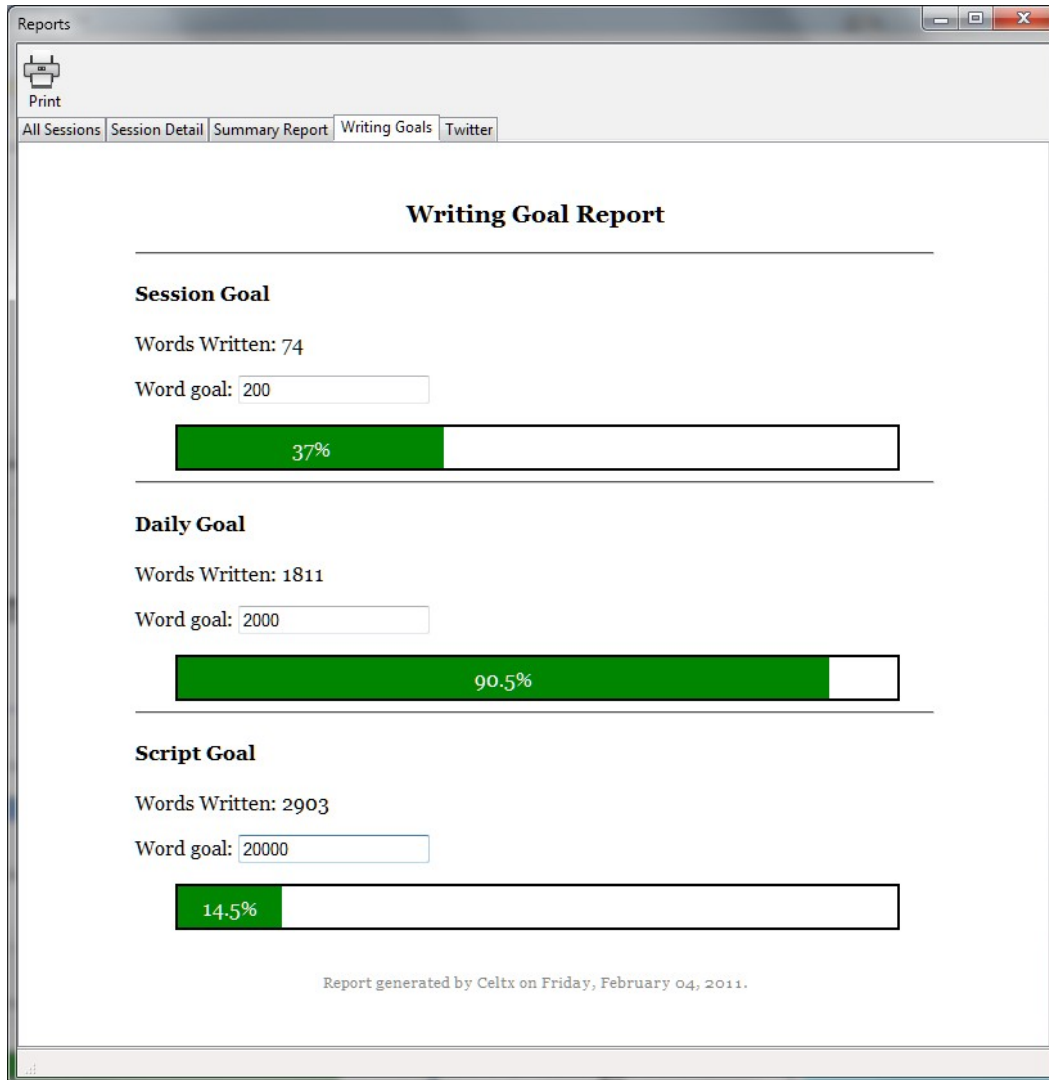 Reports
Print
All Sessions Session Detail Summary Report Writing Goals Twitter
Writing Goal Report
Session Goal
Words Written: 74
Word goal: 200
37%
Daily Goal
Words Written: 1811
Word goal: 2000
90.5%
Script Goal
Words Written: 2903
Word goal: 20000
14.5%
Report generated by Celtx on Friday, February 04, 2011.